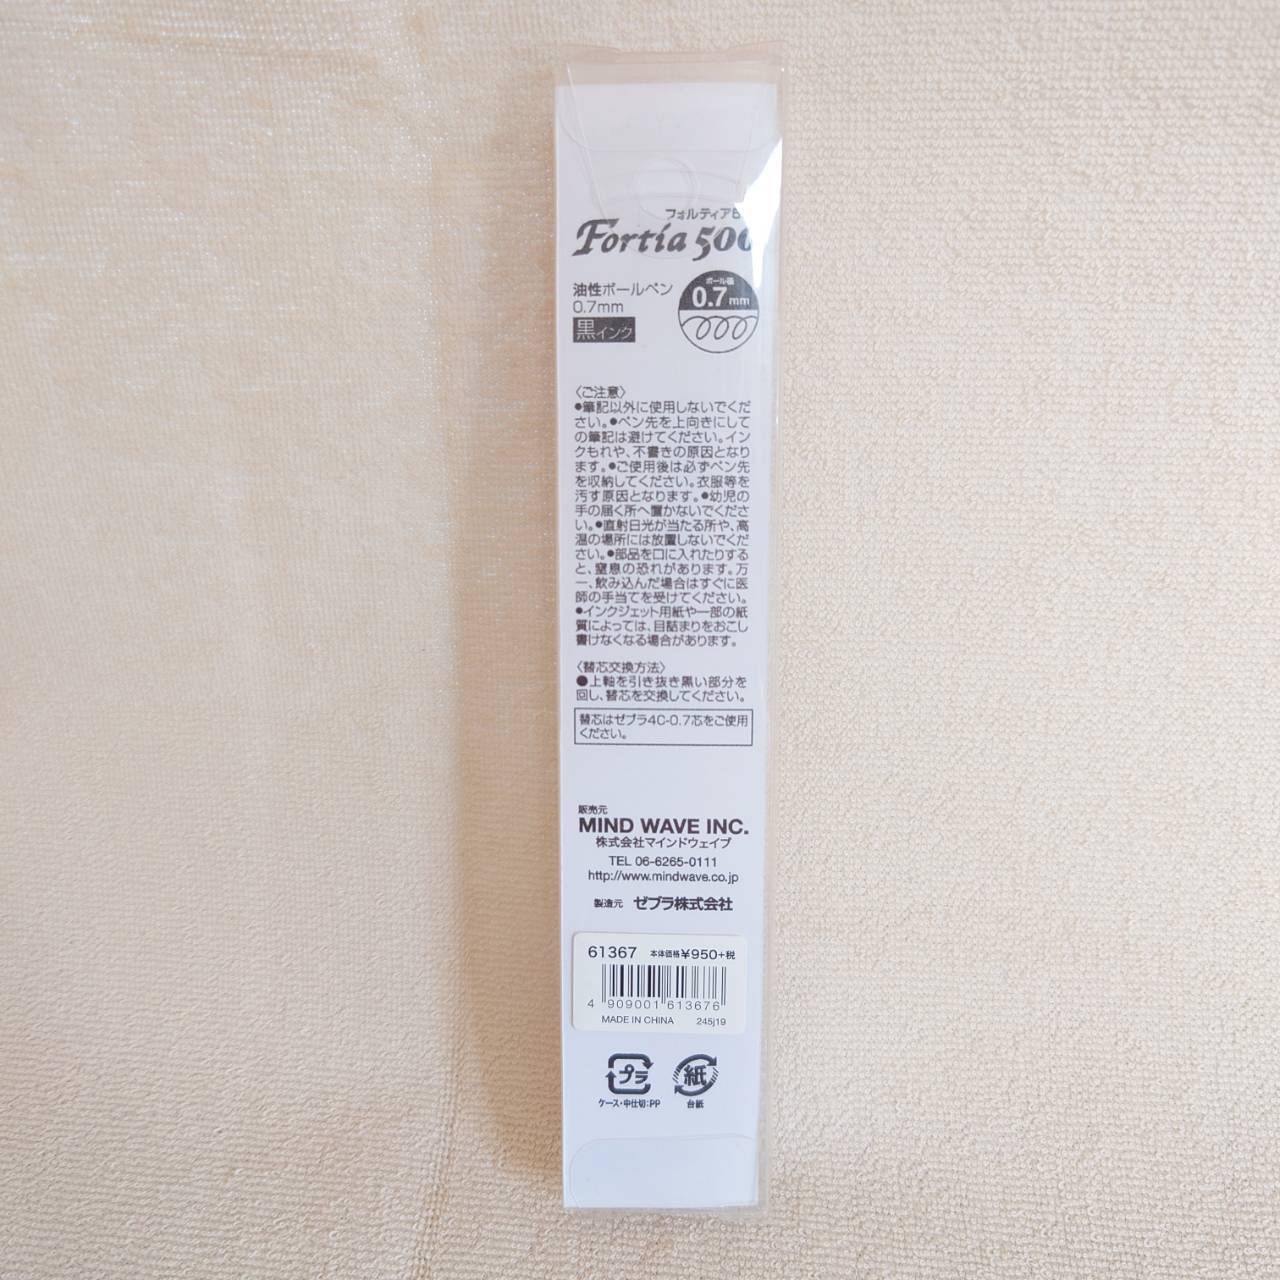 フォルティア5
Fortia 500
油性ボールペン
0.7mm
黒インク
ボール径
0.7mm
〈ご注意〉
●筆記以外に使用しないでくだ
さい。●ペン先を上向きにして
の筆記は避けてください。イン
クもれや、不書きの原因となり
ます。●ご使用後は必ずペン先
を収納してください。衣服等を
汚す原因となります。●幼児の
手の届く所へ置かないでくださ
い。●直射日光が当たる所や、高
温の場所には放置しないでくだ
さい。●部品を口に入れたりする
と、窒息の恐れがあります。万
一、飲み込んだ場合はすぐに医
師の手当てを受けてください。
●インクジェット用紙や一部の紙
質によっては、目詰まりをおこし
書けなくなる場合があります。
〈替芯交換方法〉
●上軸を引き抜き黒い部分を
回し、替芯を交換してください。
替芯はゼブラ4C-0.7芯をご使用
ください。
販売元
MIND WAVE INC.
株式会社マインドウェイブ
TEL 06-6265-0111
http://www.mindwave.co.jp
製造元 ゼブラ株式会社
61367 本体価格¥950+税
4 909001 613676
MADE IN CHINA 245j19
プラ 紙
ケース・中仕切:PP 台紙